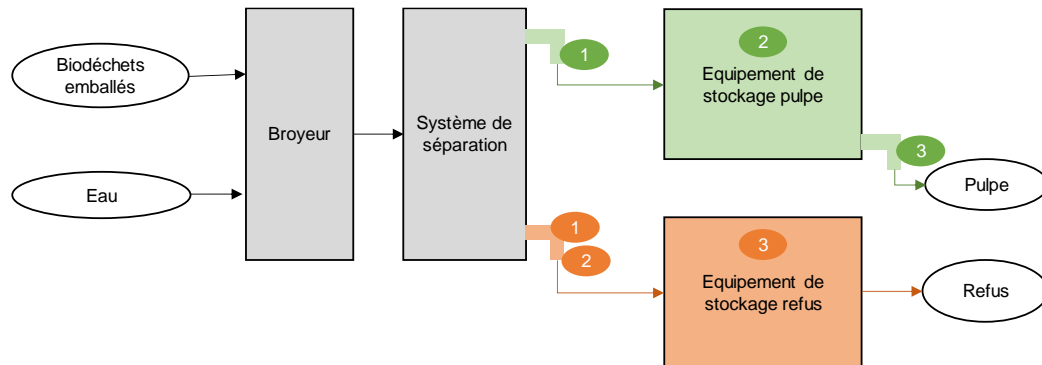 Biodéchets
emballés
Eau
Broyeur
Système de
séparation
1
2
Equipement de
stockage pulpe
3
Pulpe
1
2
3
Equipement de
stockage refus
Refus